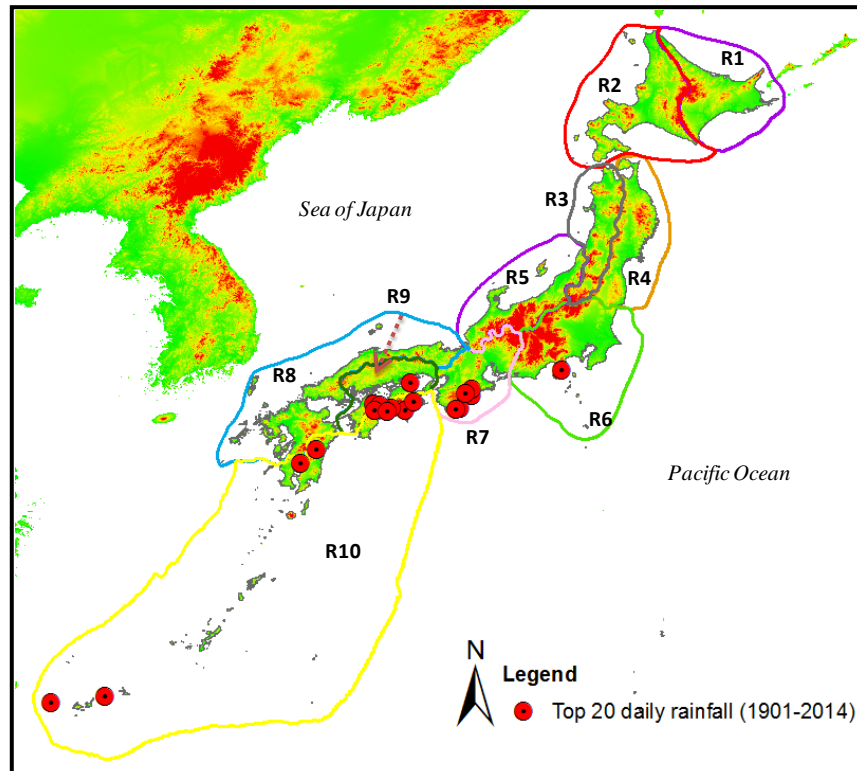 R1
R2
R3
Sea of Japan
R4
R5
R9
R8
R6
R7
Pacific Ocean
R10
N
Legend
Top 20 daily rainfall (1901-2014)